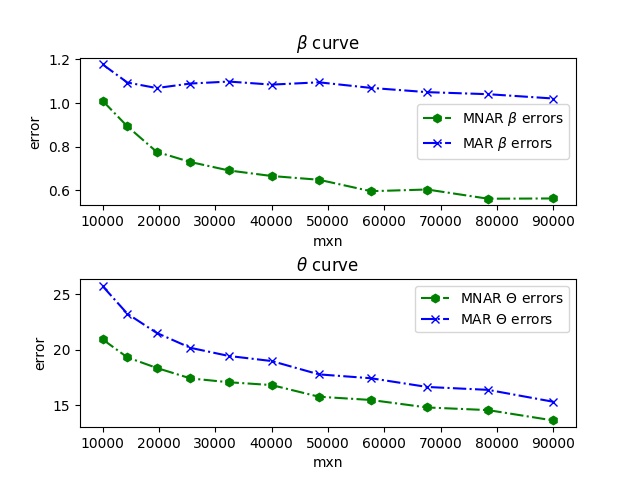 β curve
1.2
1.0
0.8
0.6
error
MNAR β errors
MAR β errors
10000 20000 30000 40000 50000 60000 70000 80000 90000
mxn
θ curve
25
20
15
error
MNAR Θ errors
MAR Θ errors
10000 20000 30000 40000 50000 60000 70000 80000 90000
mxn